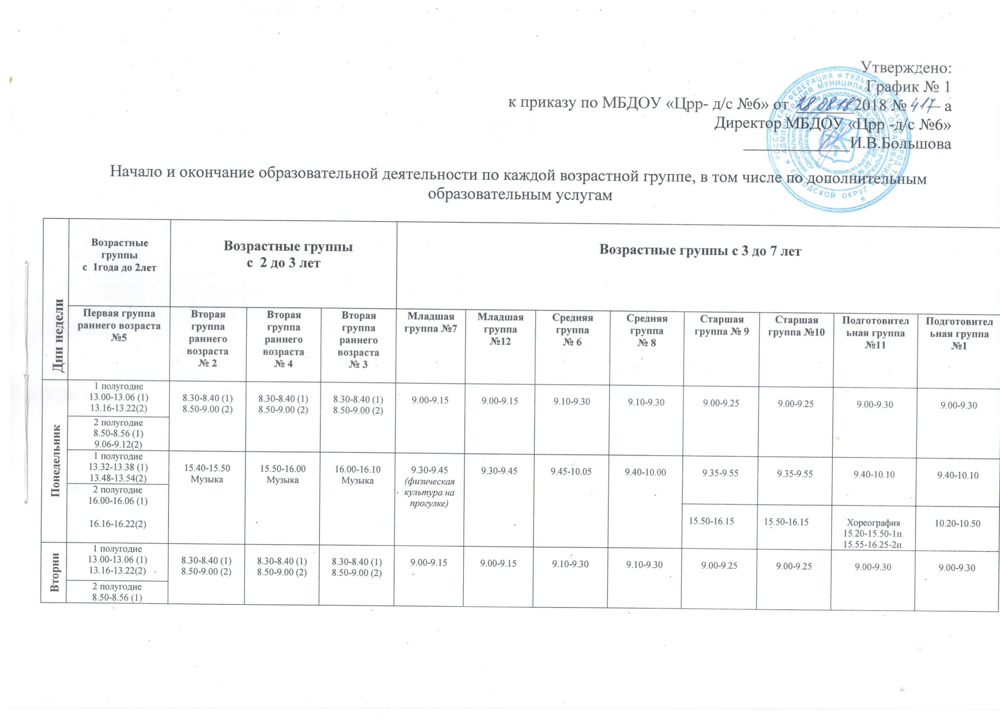 Утверждено:
График № 1
к приказу по МБДОУ «Црр- д/с №6» от 28 08 18 2018 № 417 – а
Директор МБДОУ «Црр -д/с №6»
И.В.Большова
РОССИЙСКАЯ ФЕДЕРАЦИЯ * ТУЛЬСКАЯ ОБЛАСТЬ ГОРОД ТУЛА
АДМИНИСТРАЦИЯ МУНИЦИПАЛЬНОГО ОБРАЗОВАНИЯ
* ГОРОДСКОЙ ОКРУГ *
Начало и окончание образовательной деятельности по каждой возрастной группе, в том числе по дополнительным
образовательным услугам
Дни недели
Возрастные
группы
с 1года до 2лет
Возрастные группы
с 2 до 3 лет
Возрастные группы с 3 до 7 лет
Первая группа
раннего возраста
№5
Вторая
группа
раннего
возраста
№ 2
Вторая
группа
раннего
возраста
№ 4
Вторая
группа
раннего
возраста
№ 3
Младшая
группа №7
Младшая
группа
№12
Средняя
группа
№ 6
Средняя
группа
№ 8
Старшая
группа № 9
Старшая
группа №10
Подготовител
ьная группа
№11
Подготовител
ьная группа
№1
Понедельник
1 полугодие
13.00-13.06 (1)
13.16-13.22(2)
2 полугодие
8.50-8.56 (1)
9.06-9.12(2)
8.30-8.40 (1)
8.50-9.00 (2)
8.30-8.40 (1)
8.50-9.00 (2)
8.30-8.40 (1)
8.50-9.00 (2)
9.00-9.15
9.00-9.15
9.10-9.30
9.10-9.30
9.00-9.25
9.00-9.25
9.00-9.30
9.00-9.30
1 полугодие
13.32-13.38 (1)
13.48-13.54(2)
2 полугодие
16.00-16.06 (1)
16.16-16.22(2)
15.40-15.50
Музыка
15.50-16.00
Музыка
16.00-16.10
Музыка
9.30-9.45
(физическая
культура на
прогулке)
9.30-9.45
9.45-10.05
9.40-10.00
9.35-9.55
9.35-9.55
9.40-10.10
9.40-10.10
15.50-16.15
15.50-16.15
Хореография
15.20-15.50-1п.
15.55-16.25-2п.
10.20-10.50
Вторни
1 полугодие
13.00-13.06 (1)
13.16-13.22(2)
2 полугодие
8.50-8.56 (1)
8.30-8.40 (1)
8.50-9.00 (2)
8.30-8.40 (1)
8.50-9.00 (2)
8.30-8.40 (1)
8.50-9.00 (2)
9.00-9.15
9.00-9.15
9.10-9.30
9.10-9.30
9.00-9.25
9.00-9.25
9.00-9.30
9.00-9.30